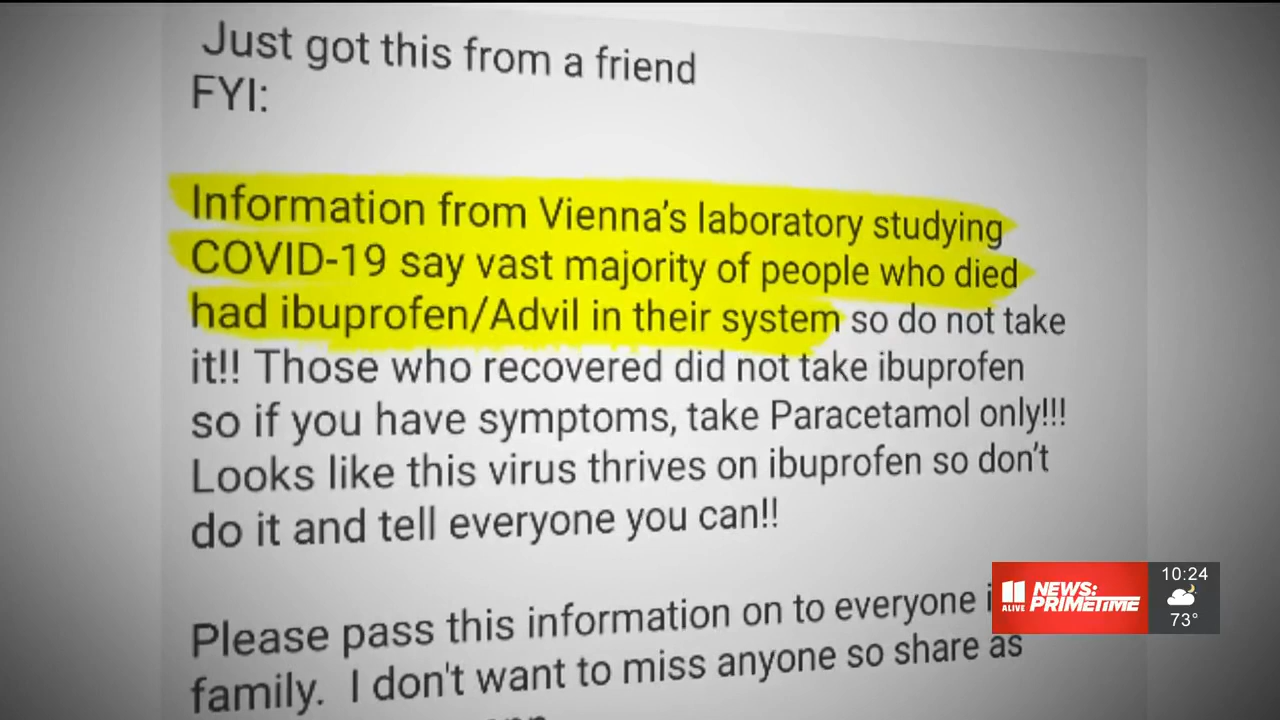 Just got this from a friend
FYI:
Information from Vienna's laboratory studying
COVID-19 say vast majority of people who died
had ibuprofen/Advil in their system so do not take
it!! Those who recovered did not take ibuprofen
so if you have symptoms, take Paracetamol only!!!
Looks like this virus thrives on ibuprofen so don't
do it and tell everyone you can!!
Please pass this information on to everyone
family. I don't want to miss anyone so share as
11 ALIVE NEWS: PRIMETIME
10:24
73°